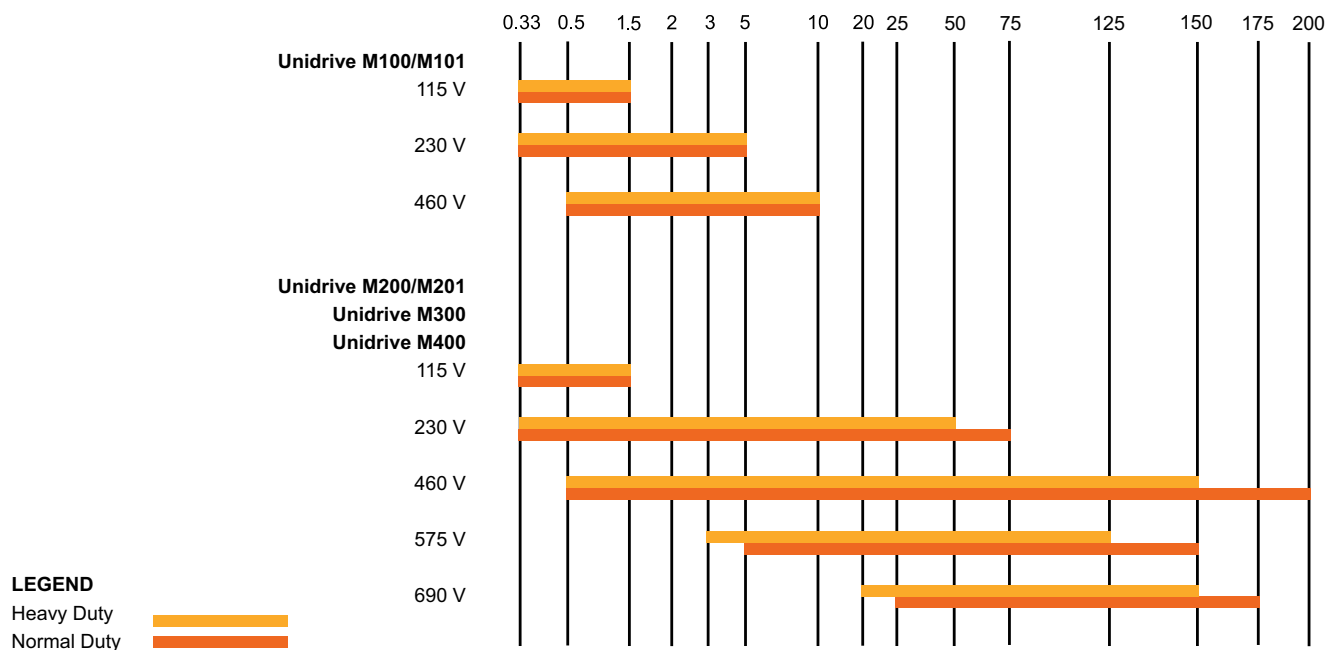 0.33 0.5 1.5 2 3 5 10 20 25 50 75 125 150 175 200
Unidrive M100/M101
115 V
230 V
460 V
Unidrive M200/M201
Unidrive M300
Unidrive M400
115 V
230 V
460 V
575 V
690 V
LEGEND
Heavy Duty
Normal Duty